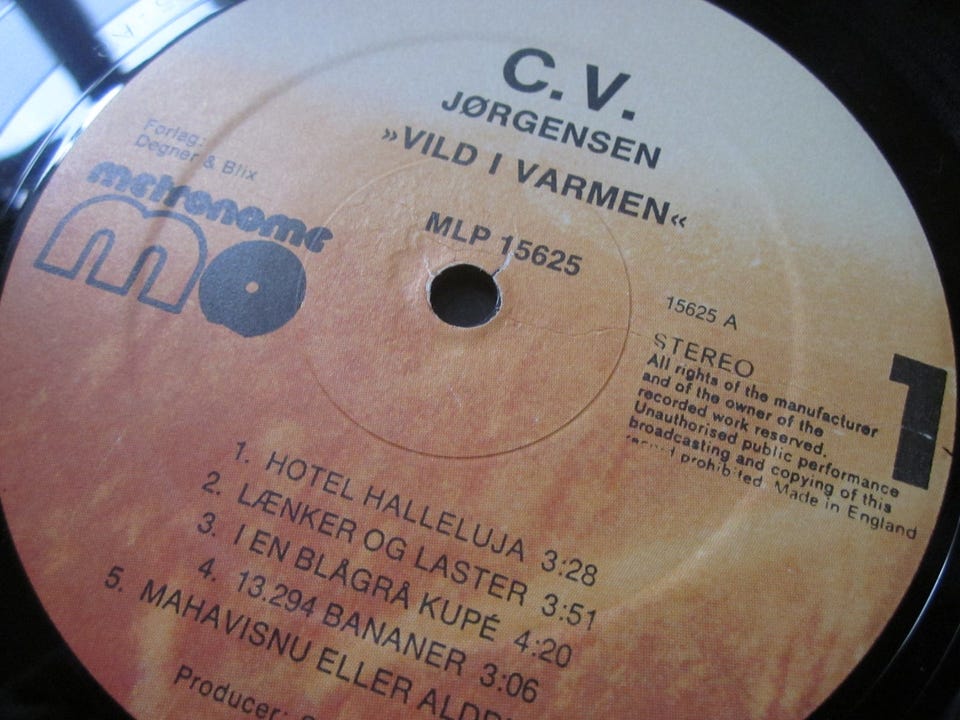 C.V.
JØRGENSEN
»VILD I VARMEN«
MLP 15625
Forlag:
Degner & Blix
metronome
15625 A
STEREO
All rights of the manufacturer
and of the owner of the
recorded work reserved.
Unauthorised public performance
broadcasting and copying of this
record prohibited. Made in England
1
1. HOTEL HALLELUJA 3:28
2. LÆNKER OG LASTER 3:51
3. I EN BLÅGRÅ KUPÉ 4:20
4. 13.294 BANANER 3:06
5. MAHAVISNU ELLER
Producer: